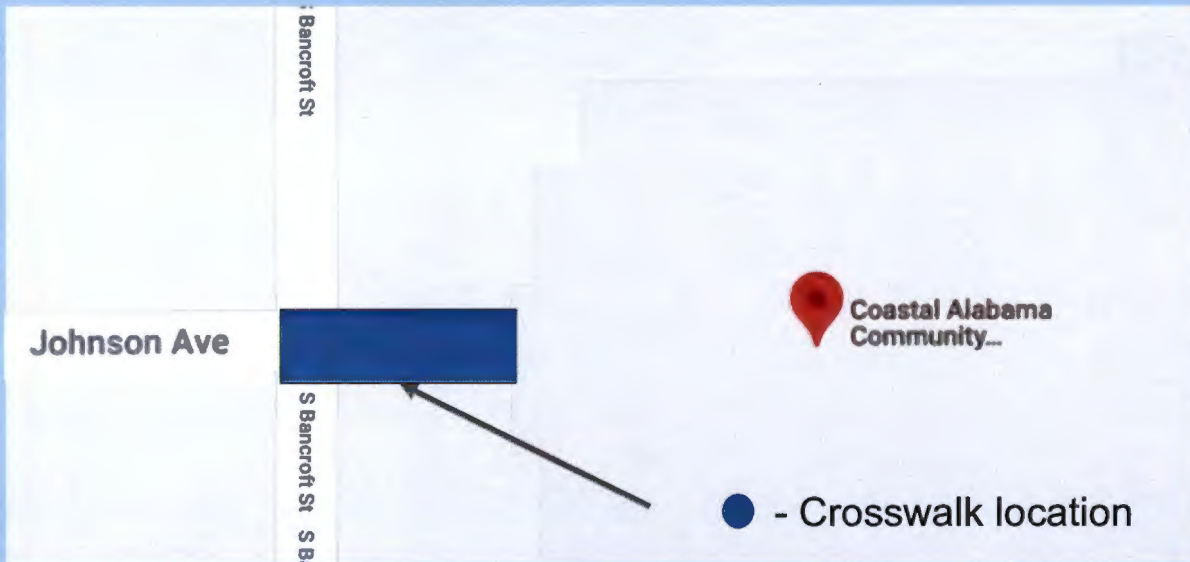 S Bancroft St
Johnson Ave
Coastal Alabama
Community...
S Bancroft St
S B
- Crosswalk location